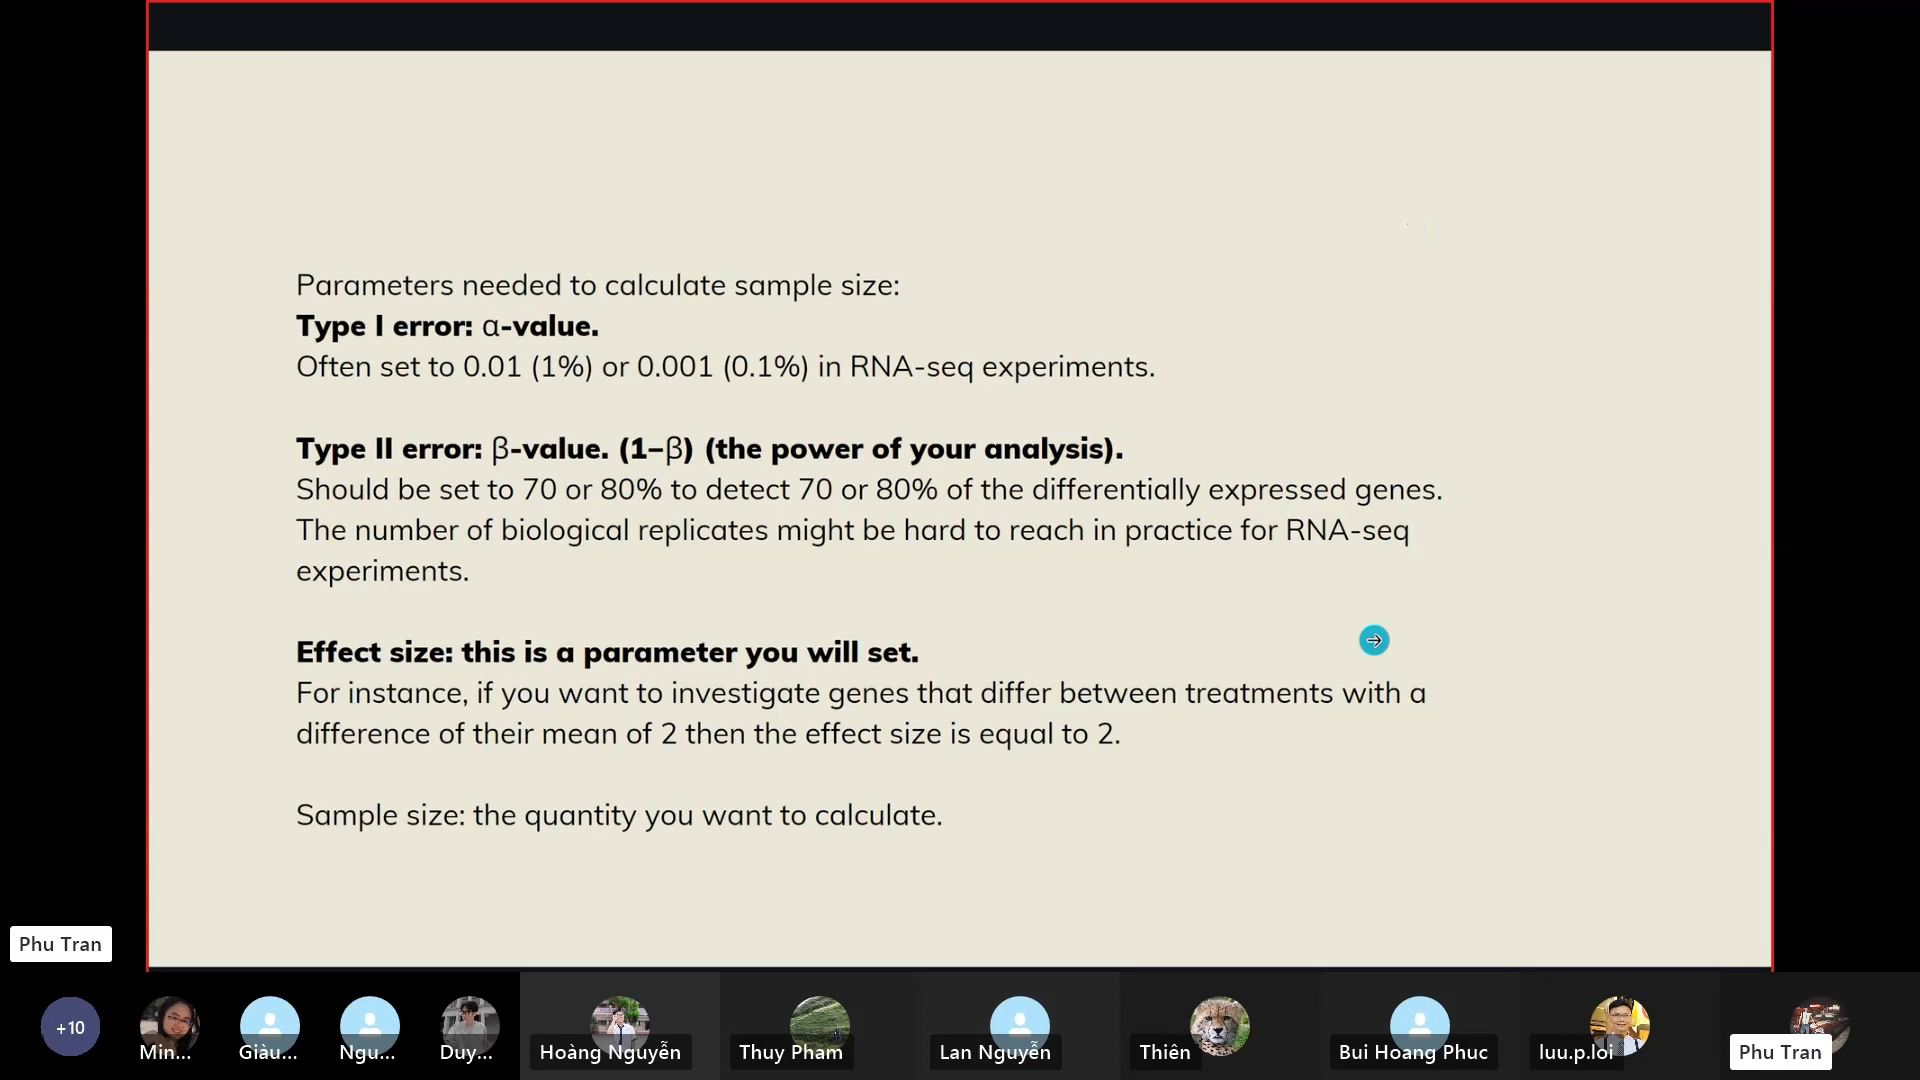 Parameters needed to calculate sample size:
Type I error: α-value.
Often set to 0.01 (1%) or 0.001 (0.1%) in RNA-seq experiments.
Type II error: β-value. (1–β) (the power of your analysis).
Should be set to 70 or 80% to detect 70 or 80% of the differentially expressed genes.
The number of biological replicates might be hard to reach in practice for RNA-seq
experiments.
Effect size: this is a parameter you will set.
For instance, if you want to investigate genes that differ between treatments with a
difference of their mean of 2 then the effect size is equal to 2.
Sample size: the quantity you want to calculate.
Phu Tran
+10
Min...
Giàu...
Ngu...
Duy...
Hoàng Nguyễn
Thuy Pham
Lan Nguyễn
Thiên
Bui Hoang Phuc
luu.p.loi
Phu Tran